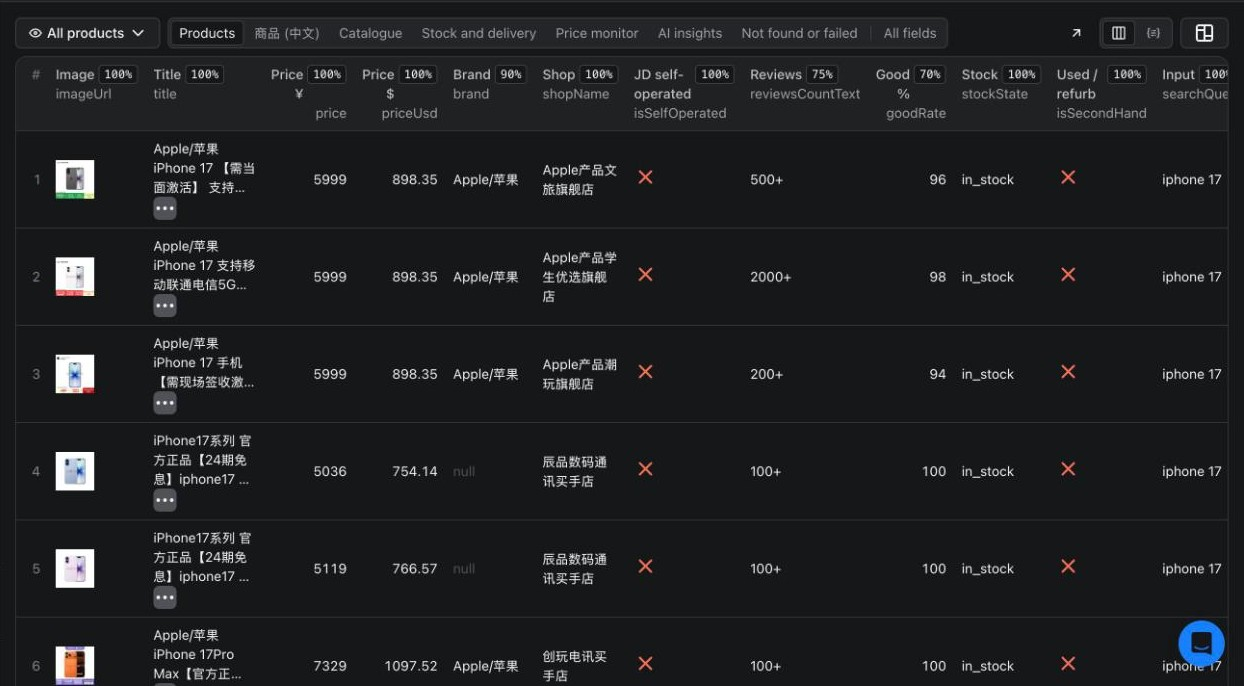 All products
Products 商品 (中文) Catalogue Stock and delivery Price monitor AI insights Not found or failed All fields
# Image 100% Title 100% Price 100% Price 100% Brand 90% Shop 100% JD self- 100% Reviews 75% Good 70% Stock 100% Used / 100% Input 100%
imageUrl title ¥ $ brand shopName operated reviewsCountText % stockState refurb searchQue
price priceUsd isSelfOperated goodRate isSecondHand
1
Apple/苹果
iPhone 17 【需当
面激活】 支持...
5999 898.35 Apple/苹果
Apple产品文
旅旗舰店
500+ 96 in_stock iphone 17
2
Apple/苹果
iPhone 17 支持移
动联通电信5G...
5999 898.35 Apple/苹果
Apple产品学
生优选旗舰
店
2000+ 98 in_stock iphone 17
3
Apple/苹果
iPhone 17 手机
【需现场签收激...
5999 898.35 Apple/苹果
Apple产品潮
玩旗舰店
200+ 94 in_stock iphone 17
4
iPhone17系列 官
方正品【24期免
息】iphone17 ...
5036 754.14 null
辰品数码通
讯买手店
100+ 100 in_stock iphone 17
5
iPhone17系列 官
方正品【24期免
息】iphone17 ...
5119 766.57 null
辰品数码通
讯买手店
100+ 100 in_stock iphone 17
6
Apple/苹果
iPhone 17Pro
Max【官方正...
7329 1097.52 Apple/苹果
创玩电讯买
手店
100+ 100 in_stock iphone 17